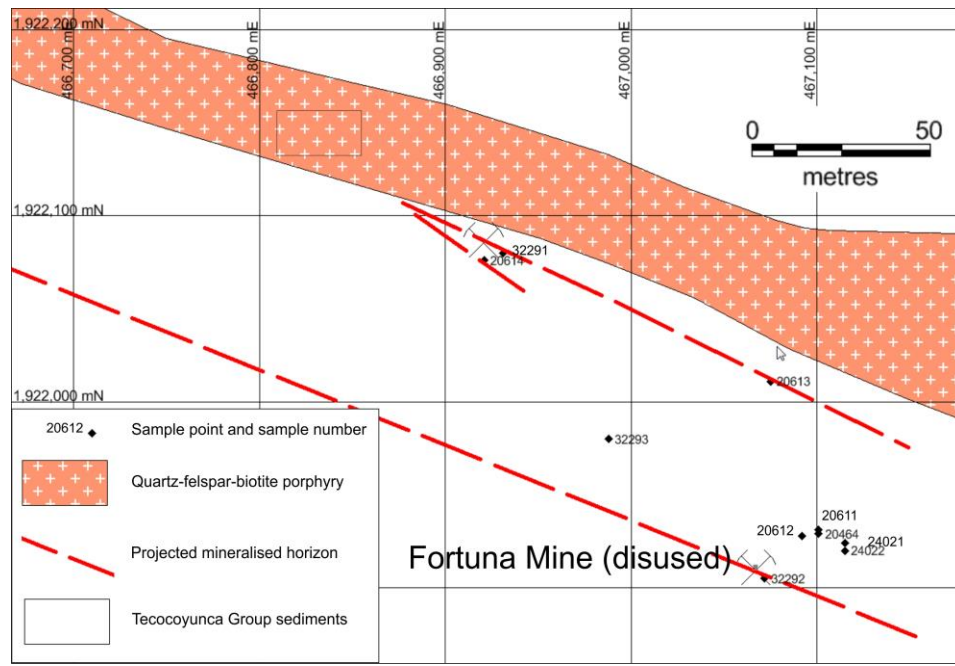 1,922,200 mN
466,700 mE
466,800 mE
466,900 mE
467,000 mE
467,100 mE
0 50
metres
1,922,100 mN
32291
20614
20613
1,922,000 mN
32293
20611
20612
20464
24021
24022
Fortuna Mine (disused)
32292
20612 Sample point and sample number
Quartz-felspar-biotite porphyry
Projected mineralised horizon
Tecocoyunca Group sediments